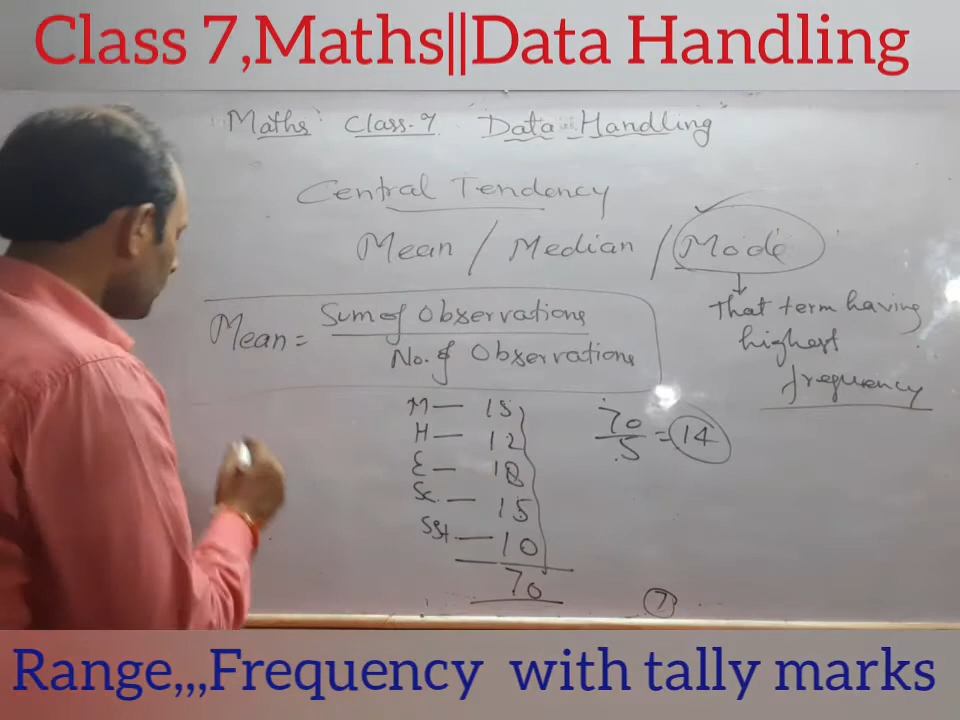 Class 7,Maths||Data Handling
Maths Class-7 Data Handling
Central Tendency
Mean / Median / Mode
That term having
highest
frequency
Mean = Sum of Observations
No. of Observations
M — 15
H — 12
E — 18
Sc. — 15
SSt — 10
70
70
5
= 14
7
Range,,,Frequency with tally marks